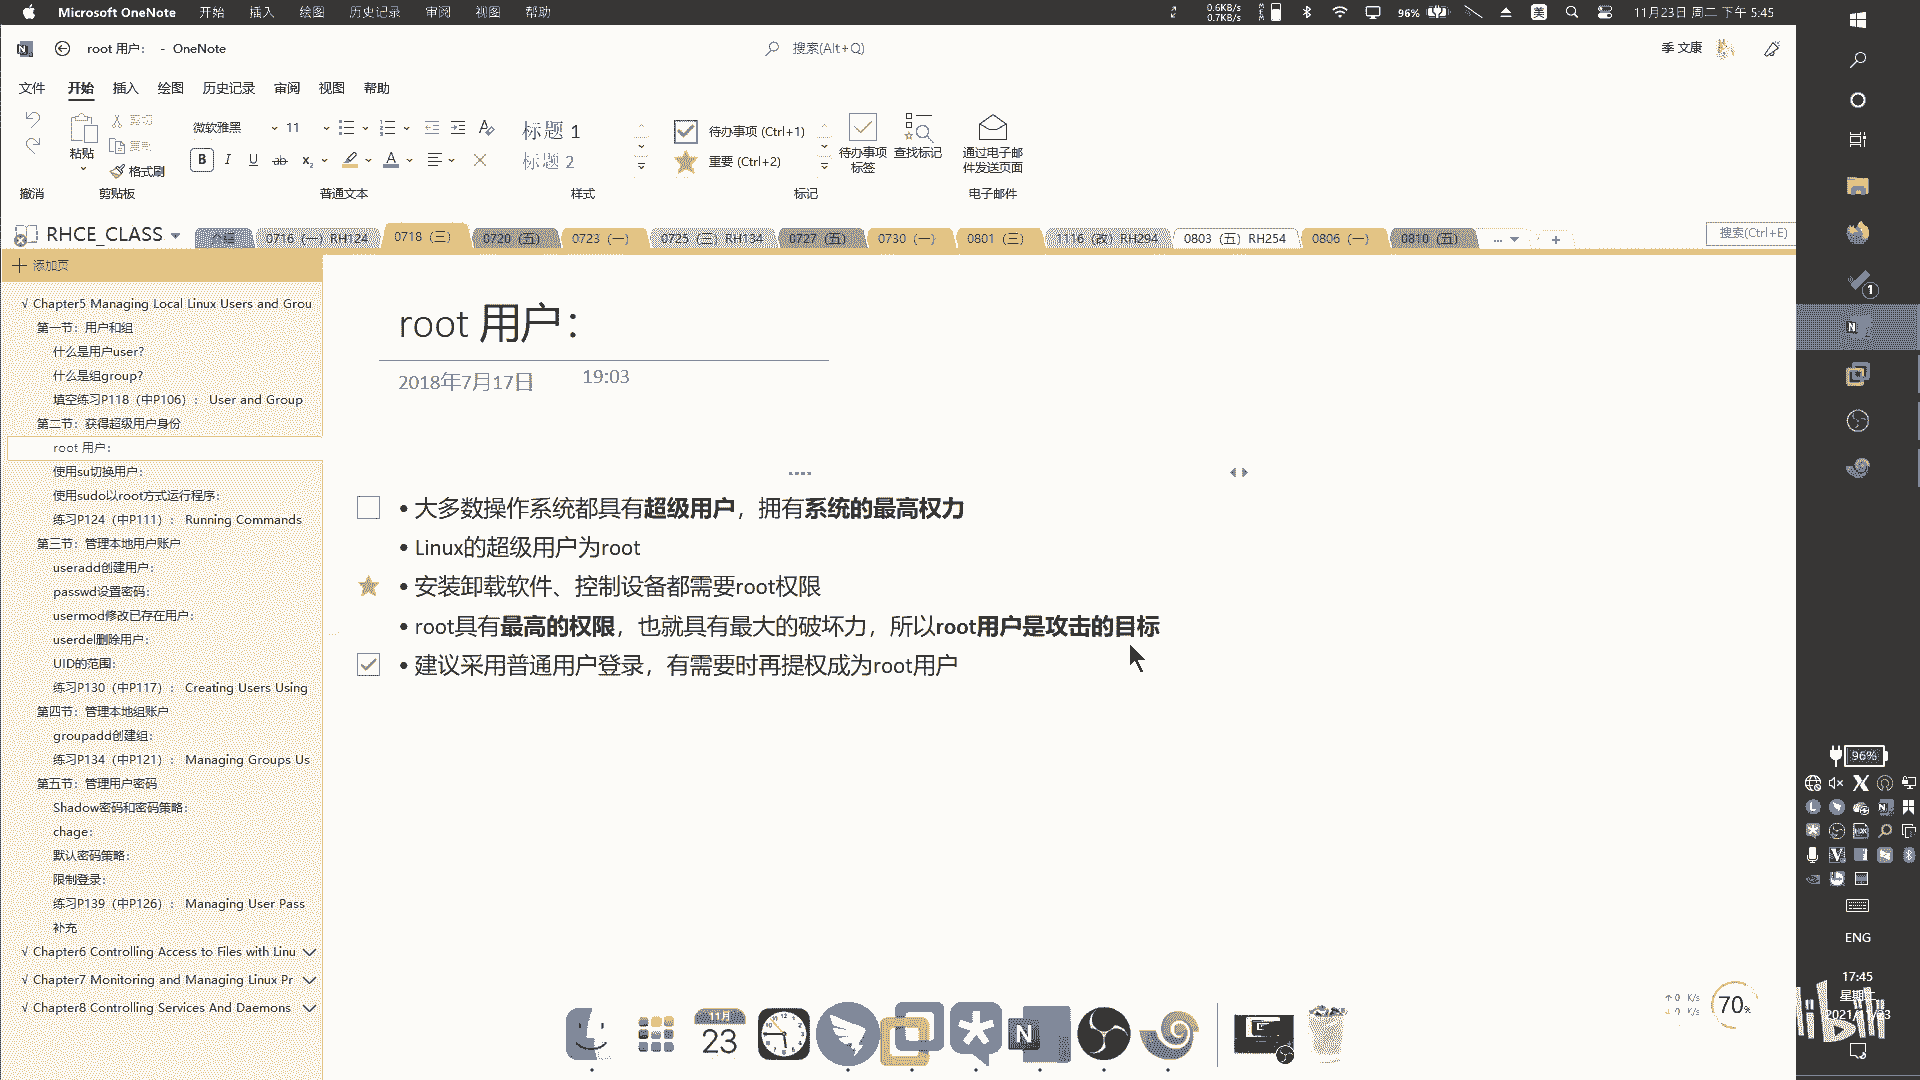 Microsoft OneNote 开始 插入 绘图 历史记录 审阅 视图 帮助
0.6KB/s
0.7KB/s
96%
美
11月23日 周二 下午 5:45
root 用户： - OneNote
搜索(Alt+Q)
季 文康
文件 开始 插入 绘图 历史记录 审阅 视图 帮助
粘贴
剪切
复制
格式刷
微软雅黑 11
B I U ab x₂ A
标题 1
标题 2
待办事项 (Ctrl+1)
重要 (Ctrl+2)
待办事项
标签
查找标记
通过电子邮
件发送页面
撤消 剪贴板 普通文本 样式 标记 电子邮件
RHCE_CLASS
0716 (一) RH124
0718 (三)
0720 (五)
0723 (一)
0725 (三) RH134
0727 (五)
0730 (一)
0801 (三)
1116 (改) RH294
0803 (五) RH254
0806 (一)
0810 (五)
搜索(Ctrl+E)
添加页
√ Chapter5 Managing Local Linux Users and Grou
第一节：用户和组
什么是用户user?
什么是组group?
填空练习P118（中P106）： User and Group
第二节：获得超级用户身份
root 用户：
使用su切换用户：
使用sudo以root方式运行程序：
练习P124（中P111）： Running Commands
第三节：管理本地用户账户
useradd创建用户：
passwd设置密码：
usermod修改已存在用户：
userdel删除用户：
UID的范围：
练习P130（中P117）： Creating Users Using
第四节：管理本地组账户
groupadd创建组：
练习P134（中P121）： Managing Groups Us
第五节：管理用户密码
Shadow密码和密码策略：
chage：
默认密码策略：
限制登录：
练习P139（中P126）： Managing User Pass
补充
√ Chapter6 Controlling Access to Files with Linu
√ Chapter7 Monitoring and Managing Linux Pr
√ Chapter8 Controlling Services And Daemons
root 用户：
2018年7月17日 19:03
• 大多数操作系统都具有超级用户，拥有系统的最高权力
• Linux的超级用户为root
• 安装卸载软件、控制设备都需要root权限
• root具有最高的权限，也就具有最大的破坏力，所以root用户是攻击的目标
• 建议采用普通用户登录，有需要时再提权成为root用户
11月
23
70%
1
96%
ENG
17:45